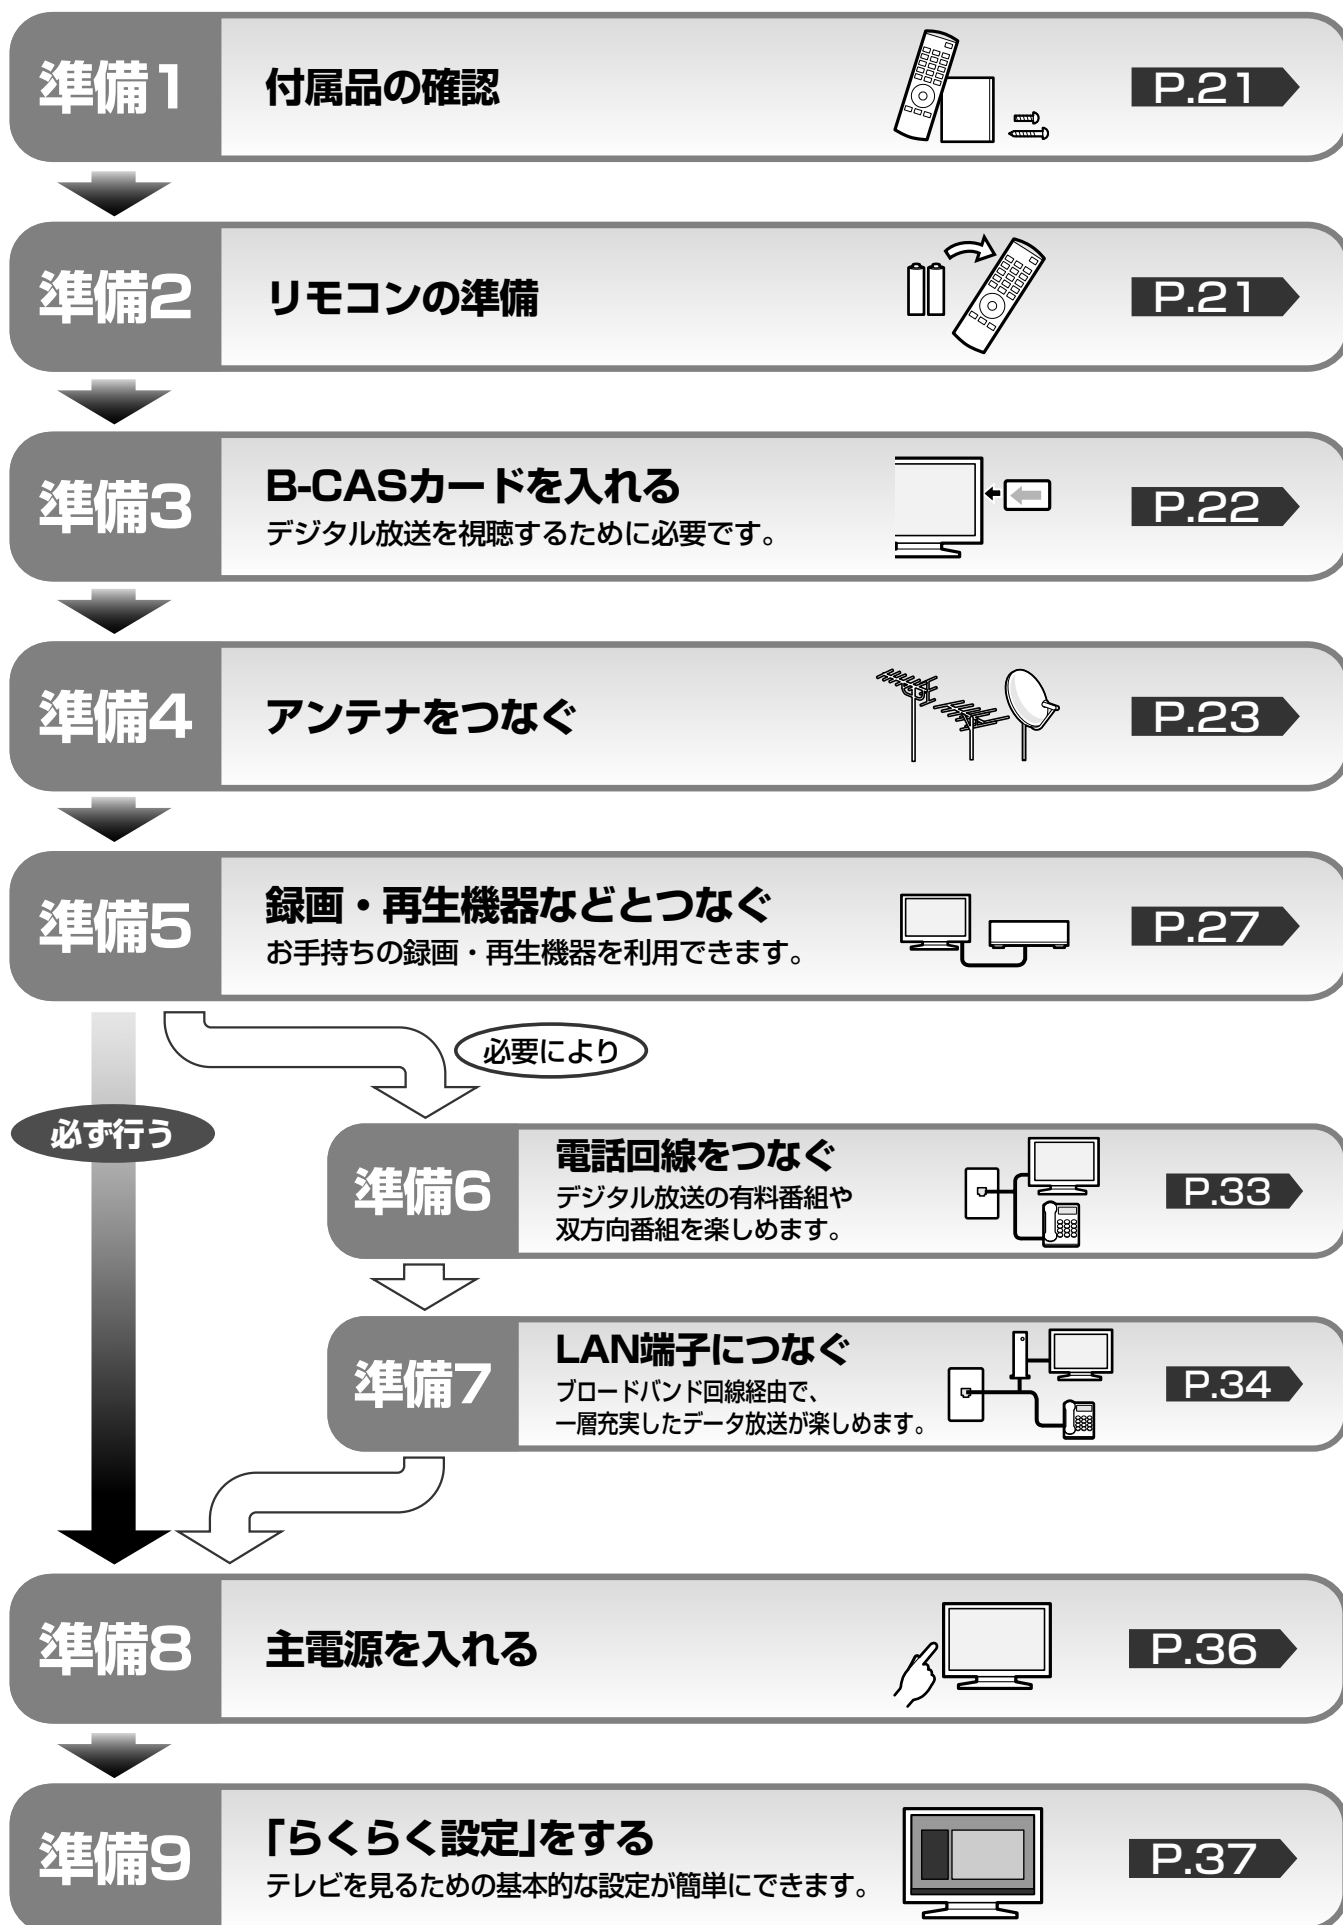 準備1
付属品の確認
P.21
準備2
リモコンの準備
P.21
準備3
B-CASカードを入れる
デジタル放送を視聴するために必要です。
P.22
準備4
アンテナをつなぐ
P.23
準備5
録画・再生機器などとつなぐ
お手持ちの録画・再生機器を利用できます。
P.27
必要により
必ず行う
準備6
電話回線をつなぐ
デジタル放送の有料番組や
双方向番組を楽しめます。
P.33
準備7
LAN端子につなぐ
ブロードバンド回線経由で、
一層充実したデータ放送が楽しめます。
P.34
準備8
主電源を入れる
P.36
準備9
「らくらく設定」をする
テレビを見るための基本的な設定が簡単にできます。
P.37